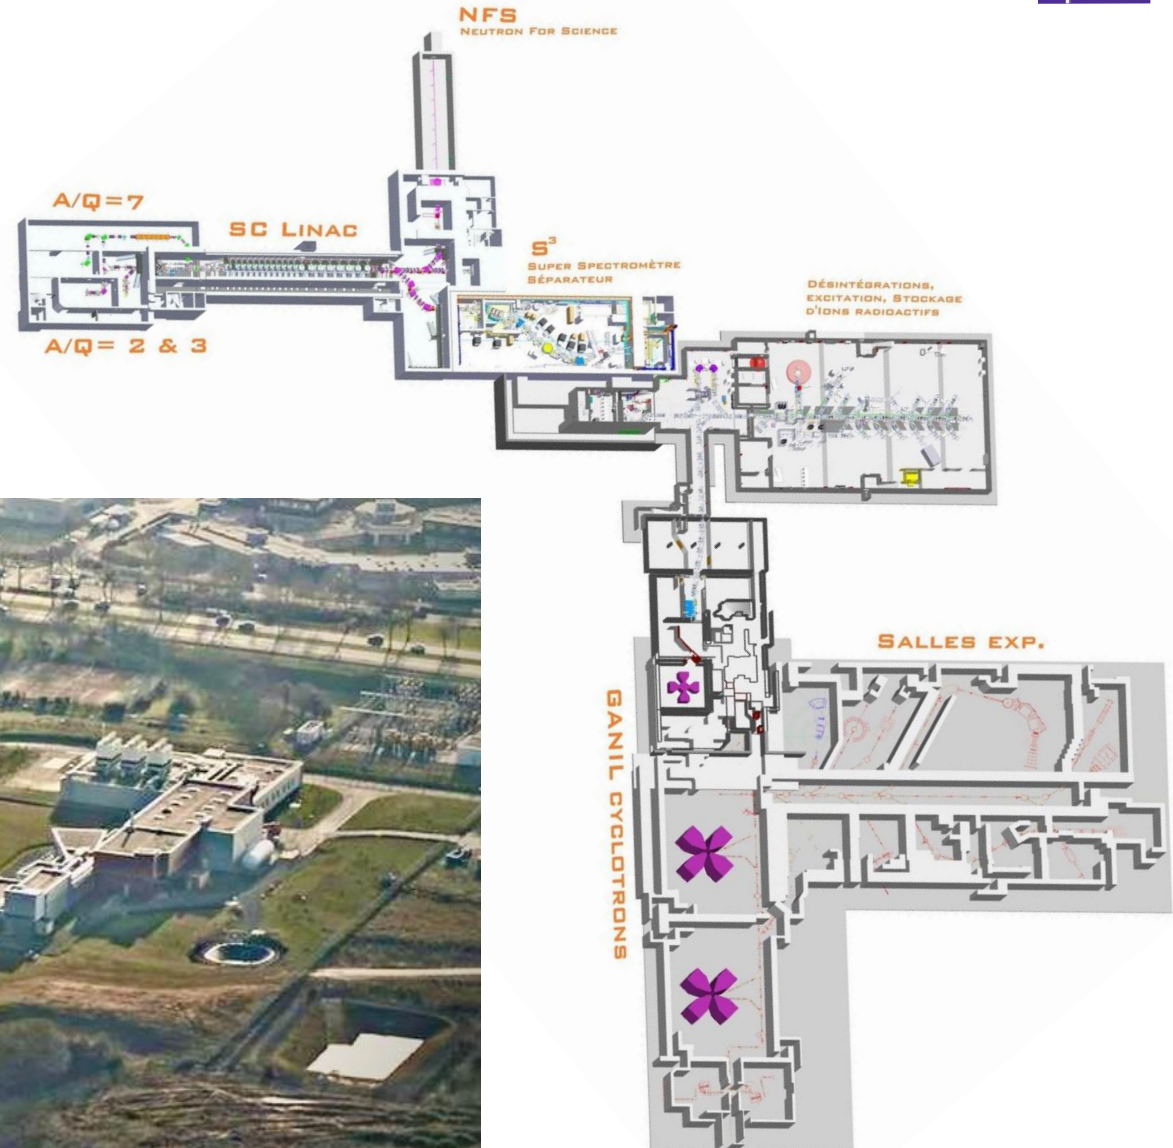 NFS
NEUTRON FOR SCIENCE
A/Q=7
SC LINAC
S³
SUPER SPECTROMÈTRE
SÉPARATEUR
DÉSINTÉGRATIONS,
EXCITATION, STOCKAGE
D'IONS RADIOACTIFS
A/Q= 2 & 3
SALLES EXP.
GANIL CYCLOTRONS